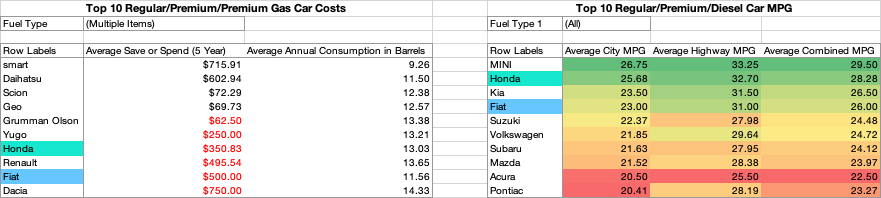 Top 10 Regular/Premium/Premium Gas Car Costs
Fuel Type (Multiple Items)
Row Labels Average Save or Spend (5 Year) Average Annual Consumption in Barrels
smart $715.91 9.26
Daihatsu $602.94 11.50
Scion $72.29 12.38
Geo $69.73 12.57
Grumman Olson $62.50 13.38
Yugo $250.00 13.21
Honda $350.83 13.03
Renault $495.54 13.65
Fiat $500.00 11.56
Dacia $750.00 14.33
Top 10 Regular/Premium/Diesel Car MPG
Fuel Type 1 (All)
Row Labels Average City MPG Average Highway MPG Average Combined MPG
MINI 26.75 33.25 29.50
Honda 25.68 32.70 28.28
Kia 23.50 31.50 26.50
Fiat 23.00 31.00 26.00
Suzuki 22.37 27.98 24.48
Volkswagen 21.85 29.64 24.72
Subaru 21.63 27.95 24.12
Mazda 21.52 28.38 23.97
Acura 20.50 25.50 22.50
Pontiac 20.41 28.19 23.27